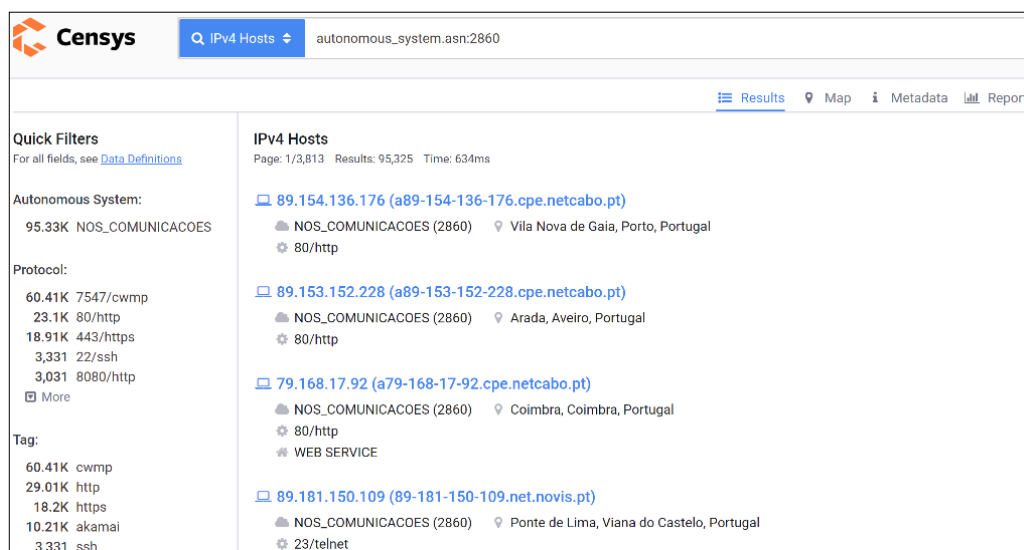 Censys
IPv4 Hosts
autonomous_system.asn:2860
Results
Map
Metadata
Report
Quick Filters
For all fields, see Data Definitions
Autonomous System:
95.33K NOS_COMUNICACOES
Protocol:
60.41K 7547/cwmp
23.1K 80/http
18.91K 443/https
3,331 22/ssh
3,031 8080/http
More
Tag:
60.41K cwmp
29.01K http
18.2K https
10.21K akamai
3,331 ssh
IPv4 Hosts
Page: 1/3,813 Results: 95,325 Time: 634ms
89.154.136.176 (a89-154-136-176.cpe.netcabo.pt)
NOS_COMUNICACOES (2860) Vila Nova de Gaia, Porto, Portugal
80/http
89.153.152.228 (a89-153-152-228.cpe.netcabo.pt)
NOS_COMUNICACOES (2860) Arada, Aveiro, Portugal
80/http
79.168.17.92 (a79-168-17-92.cpe.netcabo.pt)
NOS_COMUNICACOES (2860) Coimbra, Coimbra, Portugal
80/http
WEB SERVICE
89.181.150.109 (89-181-150-109.net.novis.pt)
NOS_COMUNICACOES (2860) Ponte de Lima, Viana do Castelo, Portugal
23/telnet